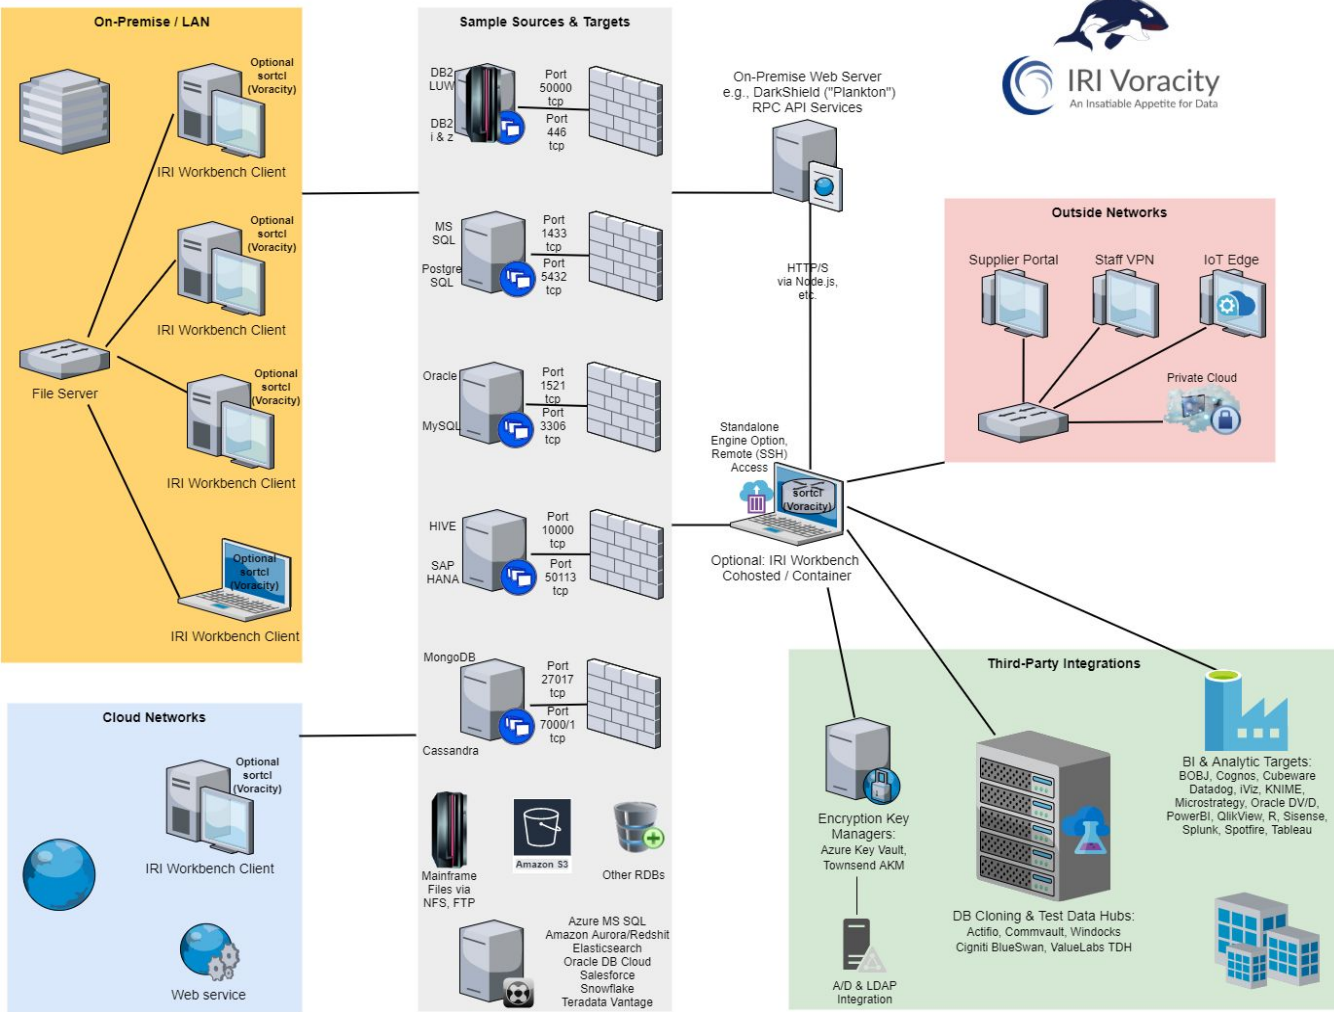 On-Premise / LAN
Optional
sortcl
(Voracity)
IRI Workbench Client
Optional
sortcl
(Voracity)
IRI Workbench Client
File Server
Optional
sortcl
(Voracity)
IRI Workbench Client
Optional
sortcl
(Voracity)
IRI Workbench Client
Cloud Networks
Optional
sortcl
(Voracity)
IRI Workbench Client
Web service
Sample Sources & Targets
DB2
LUW
DB2
i & z
Port
50000
tcp
Port
446
tcp
MS
SQL
Postgre
SQL
Port
1433
tcp
Port
5432
tcp
Oracle
MySQL
Port
1521
tcp
Port
3306
tcp
HIVE
SAP
HANA
Port
10000
tcp
Port
50113
tcp
MongoDB
Cassandra
Port
27017
tcp
Port
7000/1
tcp
Mainframe
Files via
NFS, FTP
Amazon S3
Other RDBs
Azure MS SQL
Amazon Aurora/Redshit
Elasticsearch
Oracle DB Cloud
Salesforce
Snowflake
Teradata Vantage
On-Premise Web Server
e.g., DarkShield ("Plankton")
RPC API Services
HTTP/S
via Node.js,
etc.
Standalone
Engine Option,
Remote (SSH)
Access
sortcl
(Voracity)
Optional: IRI Workbench
Cohosted / Container
IRI Voracity
An Insatiable Appetite for Data
Outside Networks
Supplier Portal
Staff VPN
IoT Edge
Private Cloud
Third-Party Integrations
Encryption Key
Managers:
Azure Key Vault,
Townsend AKM
A/D & LDAP
Integration
DB Cloning & Test Data Hubs:
Actifio, Commvault, Windocks
Cigniti BlueSwan, ValueLabs TDH
BI & Analytic Targets:
BOBJ, Cognos, Cubeware
Datadog, iViz, KNIME,
Microstrategy, Oracle DV/D,
PowerBI, QlikView, R, Sisense,
Splunk, Spotfire, Tableau